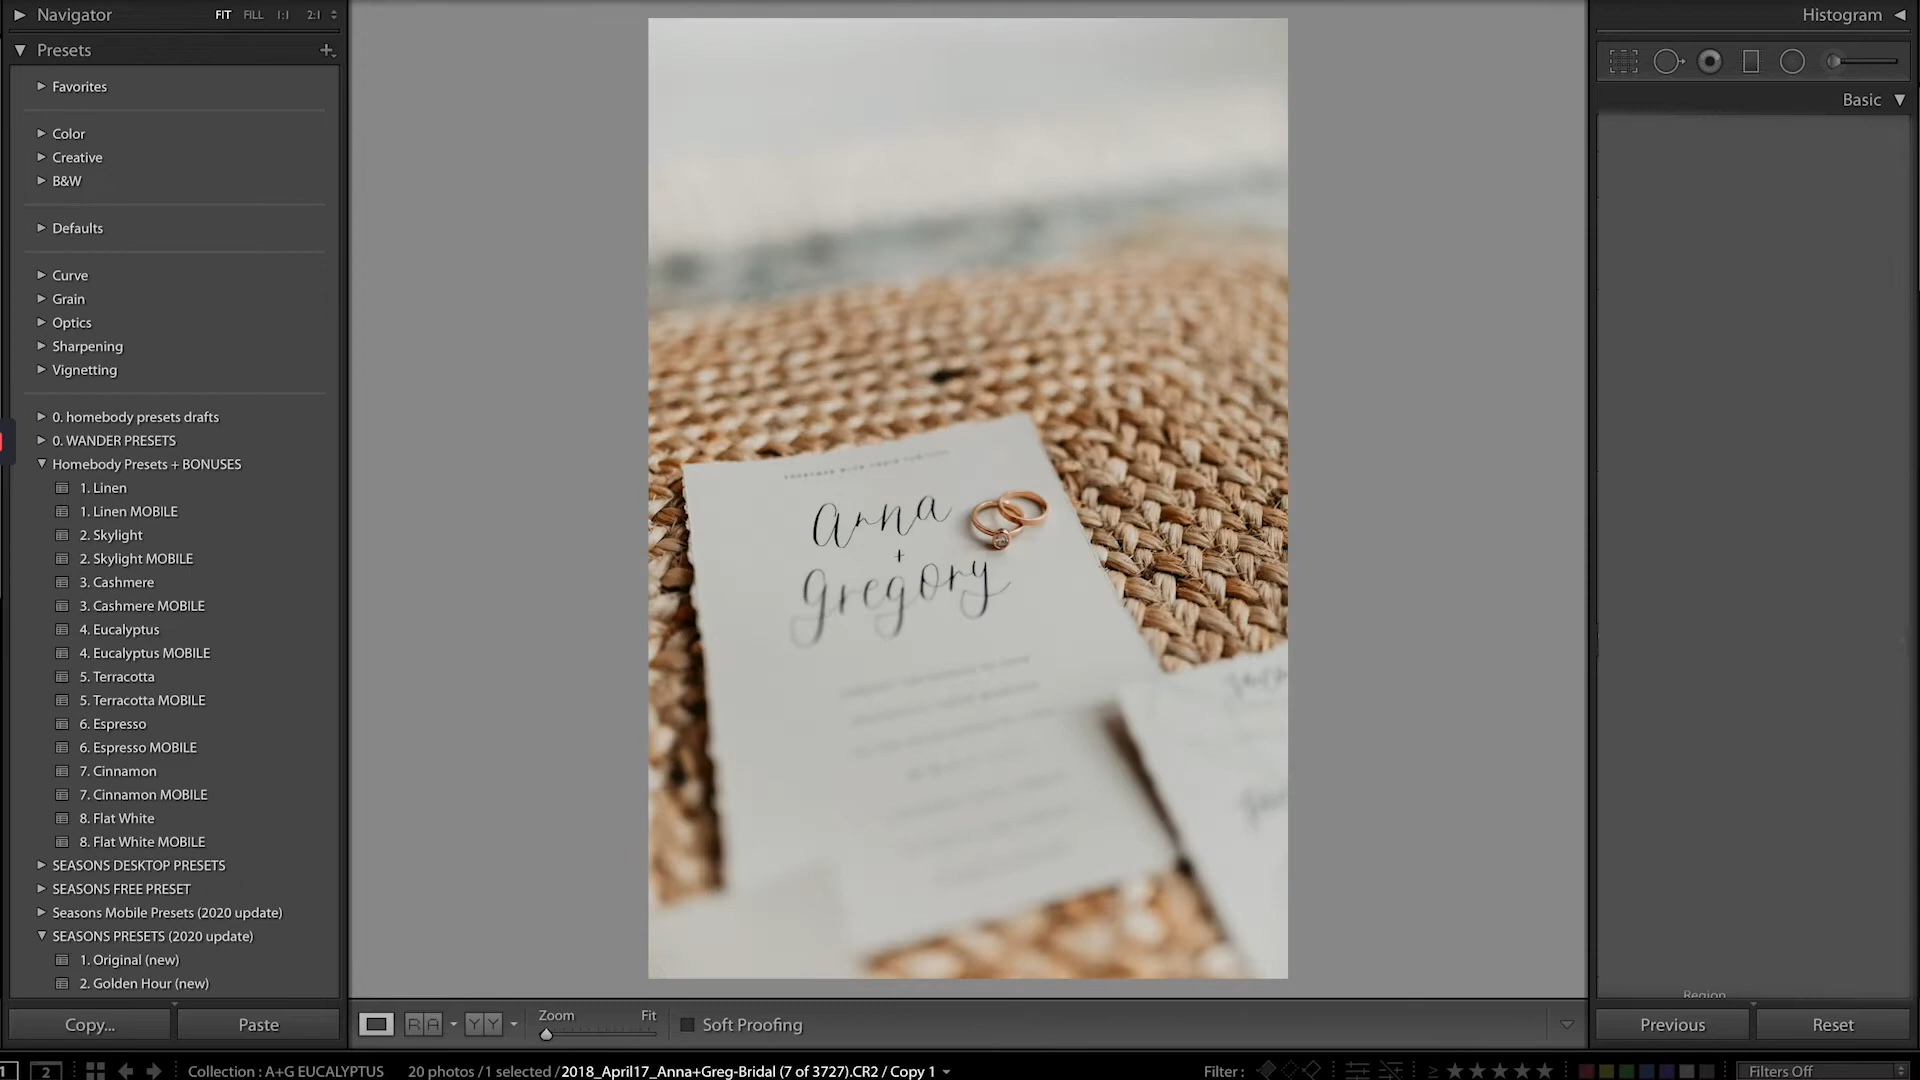 Navigator
FIT FILL 1:1 2:1
Presets
Favorites
Color
Creative
B&W
Defaults
Curve
Grain
Optics
Sharpening
Vignetting
0. homebody presets drafts
0. WANDER PRESETS
Homebody Presets + BONUSES
1. Linen
1. Linen MOBILE
2. Skylight
2. Skylight MOBILE
3. Cashmere
3. Cashmere MOBILE
4. Eucalyptus
4. Eucalyptus MOBILE
5. Terracotta
5. Terracotta MOBILE
6. Espresso
6. Espresso MOBILE
7. Cinnamon
7. Cinnamon MOBILE
8. Flat White
8. Flat White MOBILE
SEASONS DESKTOP PRESETS
SEASONS FREE PRESET
Seasons Mobile Presets (2020 update)
SEASONS PRESETS (2020 update)
1. Original (new)
2. Golden Hour (new)
Copy... Paste
Anna
+
Gregory
Histogram
Basic
Region
RA YY Zoom Fit Soft Proofing
Previous Reset
1 2 Collection : A+G EUCALYPTUS 20 photos /1 selected /2018_April17_Anna+Greg-Bridal (7 of 3727).CR2 / Copy 1 Filter : ≥ Filters Off